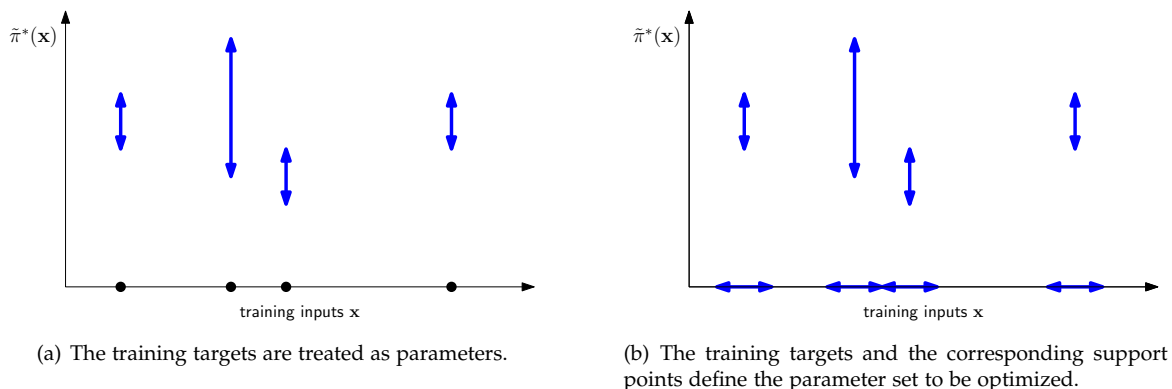 π̃*(x)
training inputs x
(a) The training targets are treated as parameters.
π̃*(x)
training inputs x
(b) The training targets and the corresponding support
points define the parameter set to be optimized.